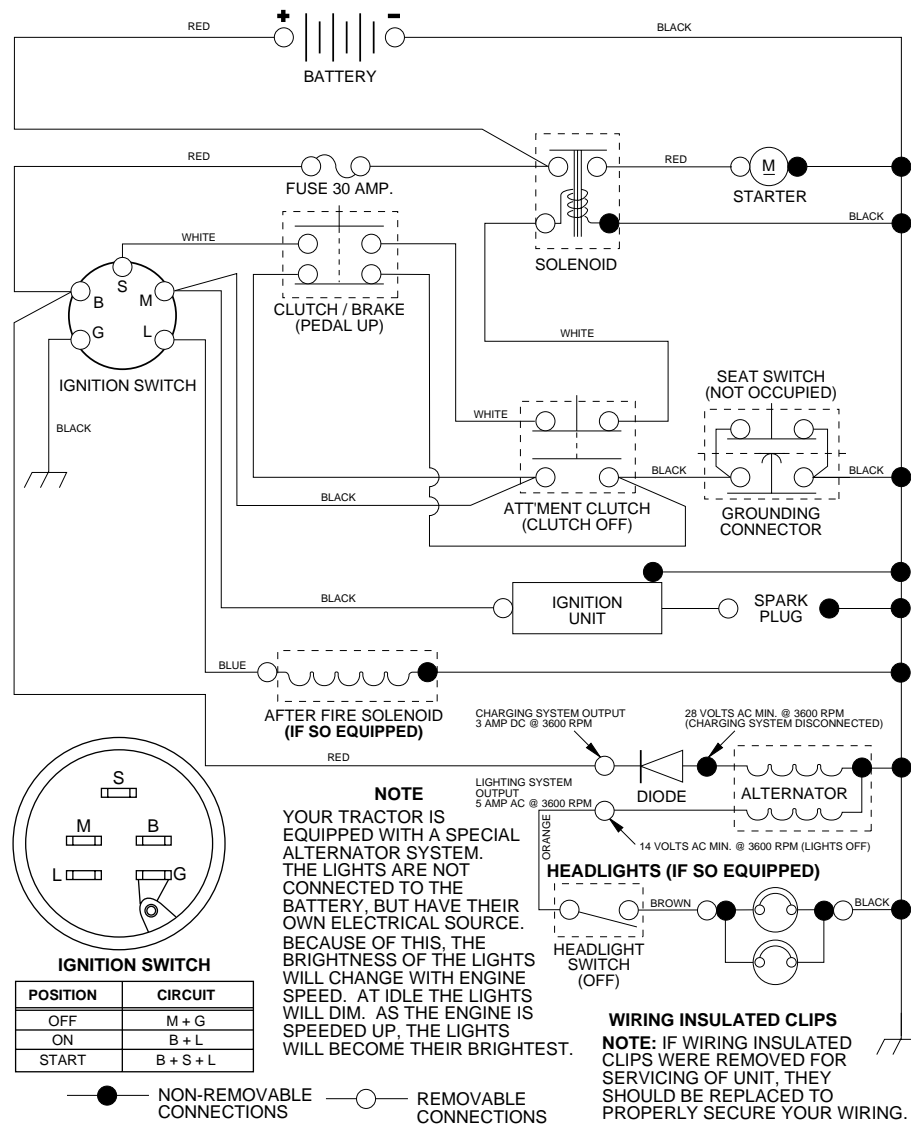 RED
+
-
BLACK
BATTERY
RED
FUSE 30 AMP.
RED
M
STARTER
BLACK
SOLENOID
WHITE
S
B
M
G
L
CLUTCH / BRAKE
(PEDAL UP)
IGNITION SWITCH
WHITE
SEAT SWITCH
(NOT OCCUPIED)
BLACK
WHITE
BLACK
BLACK
BLACK
ATT'MENT CLUTCH
(CLUTCH OFF)
GROUNDING
CONNECTOR
BLACK
IGNITION
UNIT
SPARK
PLUG
BLUE
AFTER FIRE SOLENOID
(IF SO EQUIPPED)
CHARGING SYSTEM OUTPUT
3 AMP DC @ 3600 RPM
28 VOLTS AC MIN. @ 3600 RPM
(CHARGING SYSTEM DISCONNECTED)
RED
LIGHTING SYSTEM
OUTPUT
5 AMP AC @ 3600 RPM
DIODE
ALTERNATOR
14 VOLTS AC MIN. @ 3600 RPM (LIGHTS OFF)
ORANGE
HEADLIGHTS (IF SO EQUIPPED)
BROWN
BLACK
HEADLIGHT
SWITCH
(OFF)
S
M
B
L
G
IGNITION SWITCH
POSITION CIRCUIT
OFF M + G
ON B + L
START B + S + L
NOTE
YOUR TRACTOR IS
EQUIPPED WITH A SPECIAL
ALTERNATOR SYSTEM.
THE LIGHTS ARE NOT
CONNECTED TO THE
BATTERY, BUT HAVE THEIR
OWN ELECTRICAL SOURCE.
BECAUSE OF THIS, THE
BRIGHTNESS OF THE LIGHTS
WILL CHANGE WITH ENGINE
SPEED. AT IDLE THE LIGHTS
WILL DIM. AS THE ENGINE IS
SPEEDED UP, THE LIGHTS
WILL BECOME THEIR BRIGHTEST.
WIRING INSULATED CLIPS
NOTE: IF WIRING INSULATED
CLIPS WERE REMOVED FOR
SERVICING OF UNIT, THEY
SHOULD BE REPLACED TO
PROPERLY SECURE YOUR WIRING.
NON-REMOVABLE
CONNECTIONS
REMOVABLE
CONNECTIONS